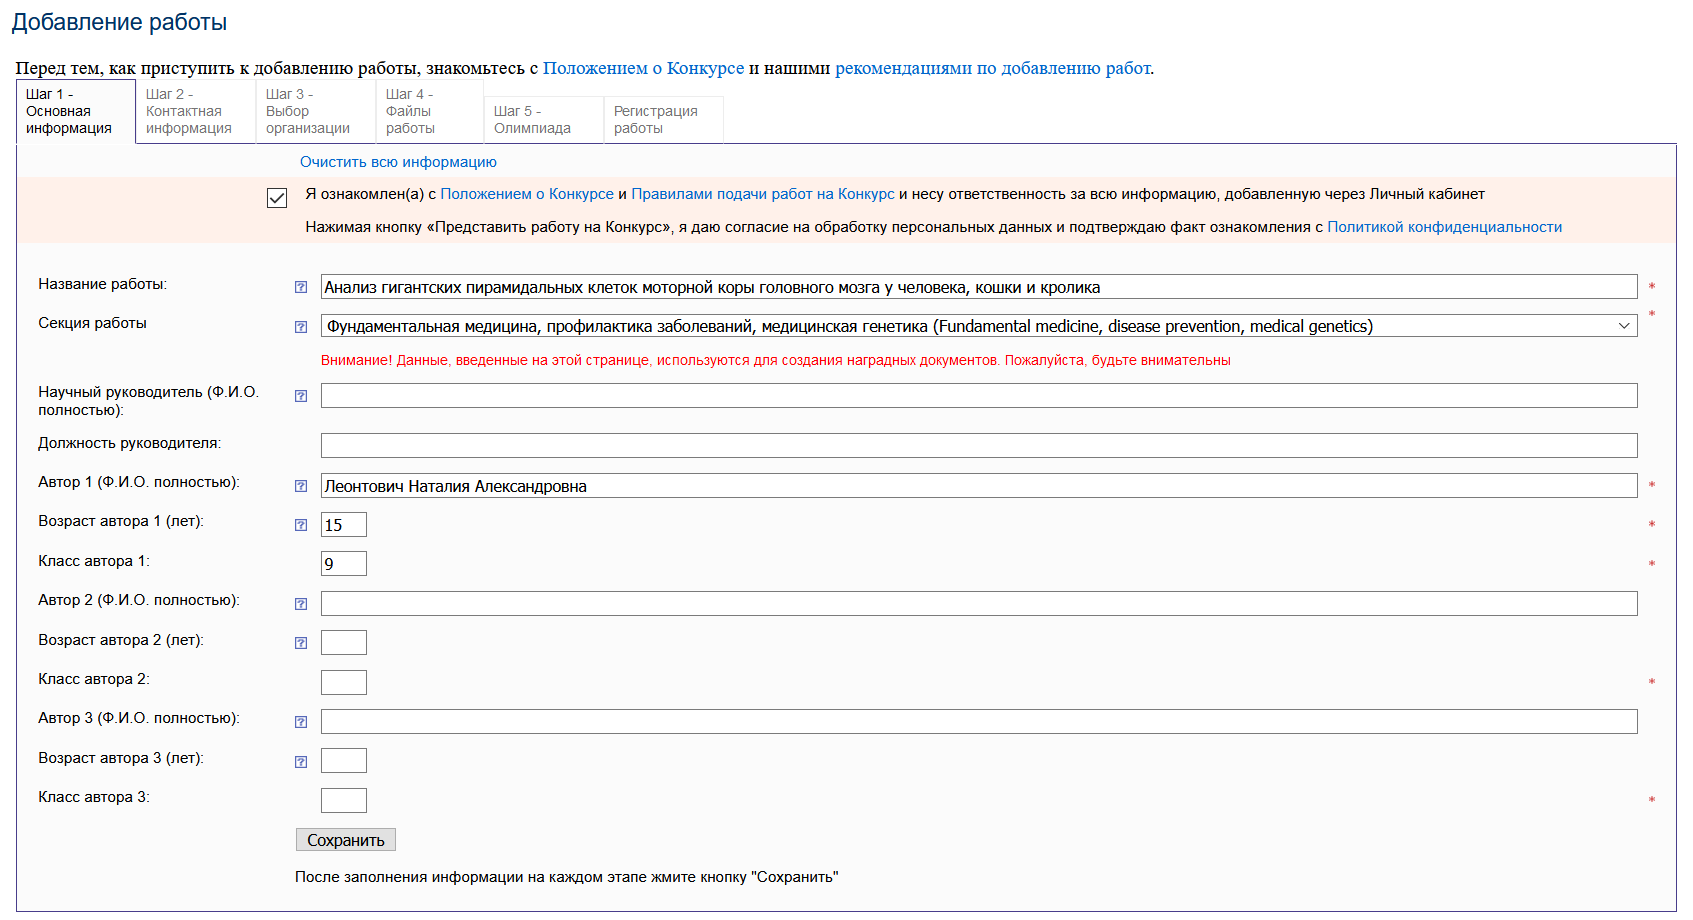 Добавление работы
Перед тем, как приступить к добавлению работы, знакомьтесь с Положением о Конкурсе и нашими рекомендациями по добавлению работ.
Шаг 1 -
Основная
информация
Шаг 2 -
Контактная
информация
Шаг 3 -
Выбор
организации
Шаг 4 -
Файлы
работы
Шаг 5 -
Олимпиада
Регистрация
работы
Очистить всю информацию
Я ознакомлен(а) с Положением о Конкурсе и Правилами подачи работ на Конкурс и несу ответственность за всю информацию, добавленную через Личный кабинет
Нажимая кнопку «Представить работу на Конкурс», я даю согласие на обработку персональных данных и подтверждаю факт ознакомления с Политикой конфиденциальности
Название работы: ? Анализ гигантских пирамидальных клеток моторной коры головного мозга у человека, кошки и кролика *
Секция работы ? Фундаментальная медицина, профилактика заболеваний, медицинская генетика (Fundamental medicine, disease prevention, medical genetics) *
Внимание! Данные, введенные на этой странице, используются для создания наградных документов. Пожалуйста, будьте внимательны
Научный руководитель (Ф.И.О. ?
полностью):
Должность руководителя:
Автор 1 (Ф.И.О. полностью): ? Леонтович Наталия Александровна *
Возраст автора 1 (лет): ? 15 *
Класс автора 1: 9 *
Автор 2 (Ф.И.О. полностью): ?
Возраст автора 2 (лет): ?
Класс автора 2: *
Автор 3 (Ф.И.О. полностью): ?
Возраст автора 3 (лет): ?
Класс автора 3: *
Сохранить
После заполнения информации на каждом этапе жмите кнопку "Сохранить"